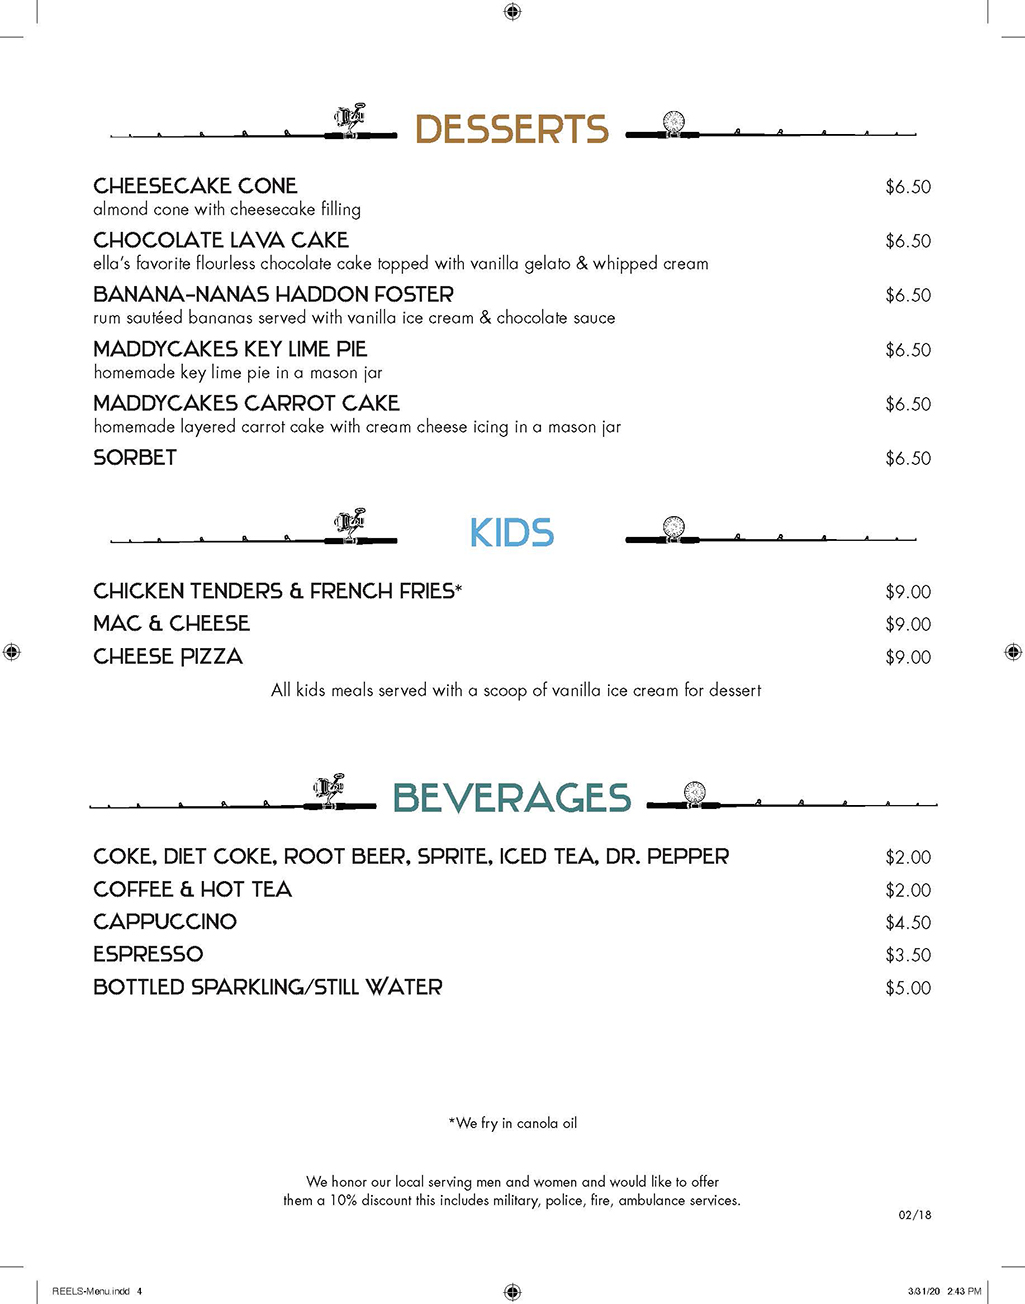 DESSERTS
CHEESECAKE CONE $6.50
almond cone with cheesecake filling
CHOCOLATE LAVA CAKE $6.50
ella's favorite flourless chocolate cake topped with vanilla gelato & whipped cream
BANANA-NANAS HADDON FOSTER $6.50
rum sautéed bananas served with vanilla ice cream & chocolate sauce
MADDYCAKES KEY LIME PIE $6.50
homemade key lime pie in a mason jar
MADDYCAKES CARROT CAKE $6.50
homemade layered carrot cake with cream cheese icing in a mason jar
SORBET $6.50
KIDS
CHICKEN TENDERS & FRENCH FRIES* $9.00
MAC & CHEESE $9.00
CHEESE PIZZA $9.00
All kids meals served with a scoop of vanilla ice cream for dessert
BEVERAGES
COKE, DIET COKE, ROOT BEER, SPRITE, ICED TEA, DR. PEPPER $2.00
COFFEE & HOT TEA $2.00
CAPPUCCINO $4.50
ESPRESSO $3.50
BOTTLED SPARKLING/STILL WATER $5.00
*We fry in canola oil
We honor our local serving men and women and would like to offer
them a 10% discount this includes military, police, fire, ambulance services.
02/18
REELS-Menu.indd 4 3/31/20 2:43 PM